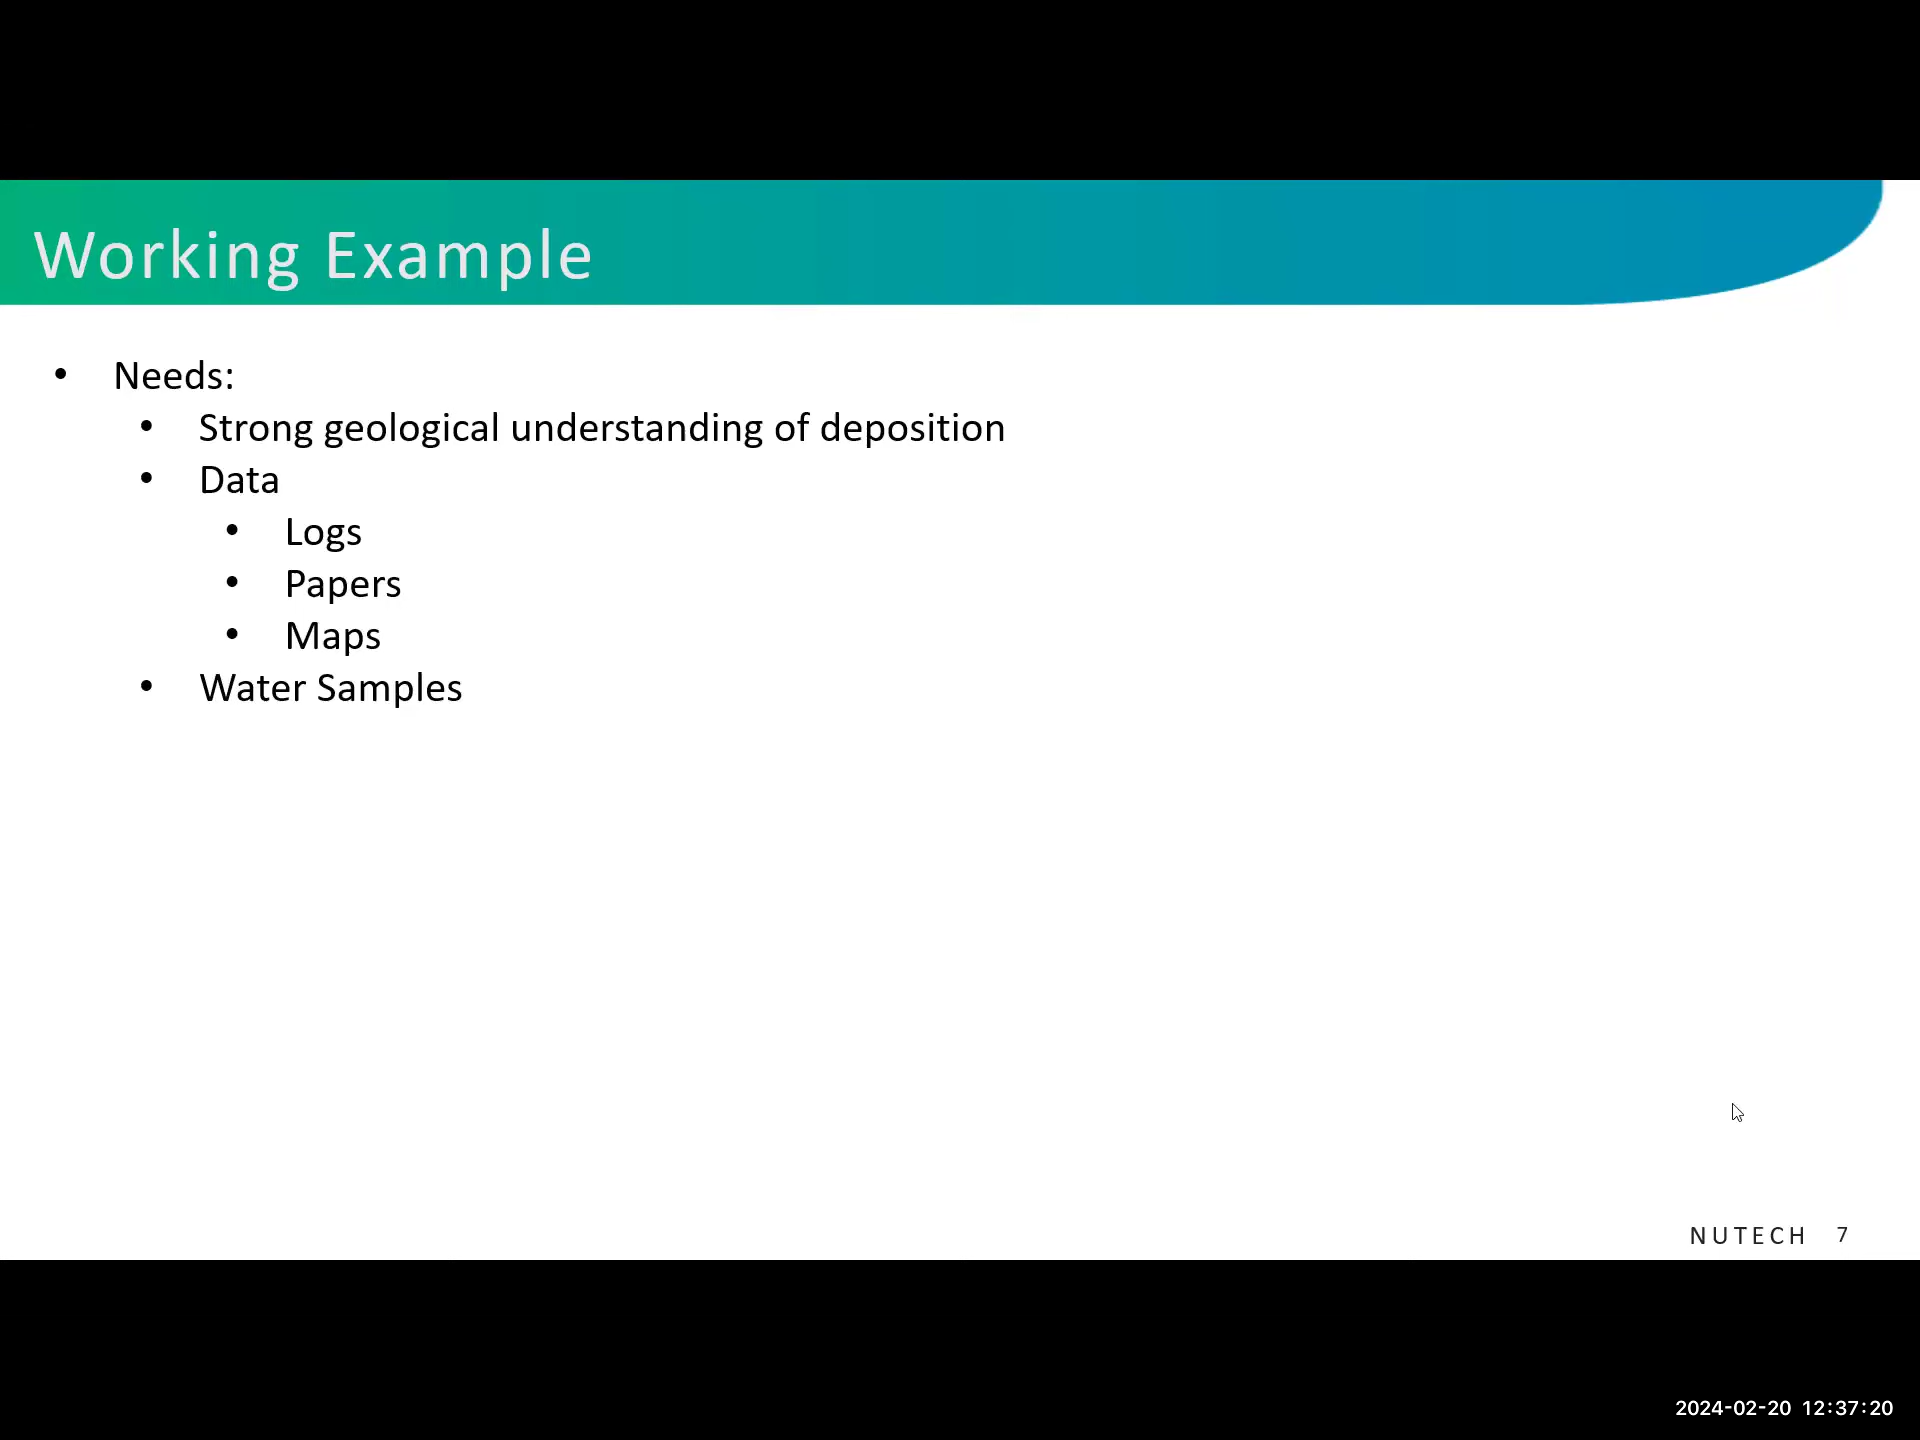 Working Example
• Needs:
• Strong geological understanding of deposition
• Data
• Logs
• Papers
• Maps
• Water Samples
NUTECH 7
2024-02-20 12:37:20